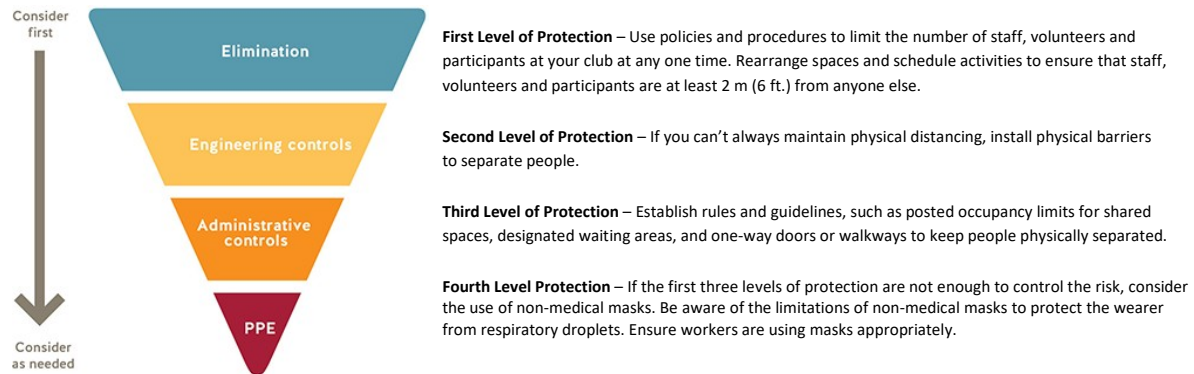 Consider
first
Elimination
Engineering controls
Administrative
controls
PPE
Consider
as needed
First Level of Protection – Use policies and procedures to limit the number of staff, volunteers and
participants at your club at any one time. Rearrange spaces and schedule activities to ensure that staff,
volunteers and participants are at least 2 m (6 ft.) from anyone else.
Second Level of Protection – If you can’t always maintain physical distancing, install physical barriers
to separate people.
Third Level of Protection – Establish rules and guidelines, such as posted occupancy limits for shared
spaces, designated waiting areas, and one-way doors or walkways to keep people physically separated.
Fourth Level Protection – If the first three levels of protection are not enough to control the risk, consider
the use of non-medical masks. Be aware of the limitations of non-medical masks to protect the wearer
from respiratory droplets. Ensure workers are using masks appropriately.